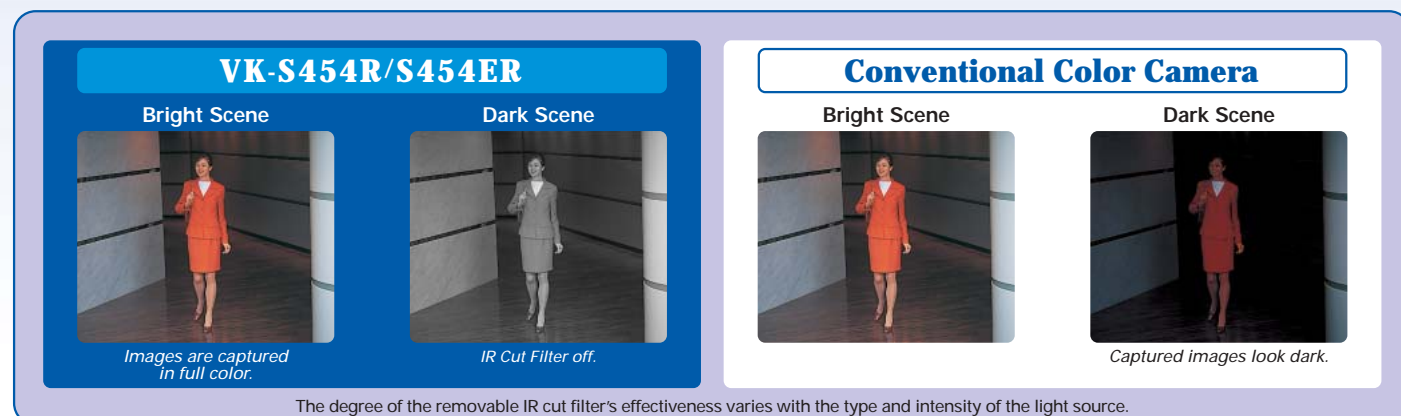 VK-S454R/S454ER
Bright Scene
Dark Scene
Images are captured
in full color.
IR Cut Filter off.
Conventional Color Camera
Bright Scene
Dark Scene
Captured images look dark.
The degree of the removable IR cut filter's effectiveness varies with the type and intensity of the light source.